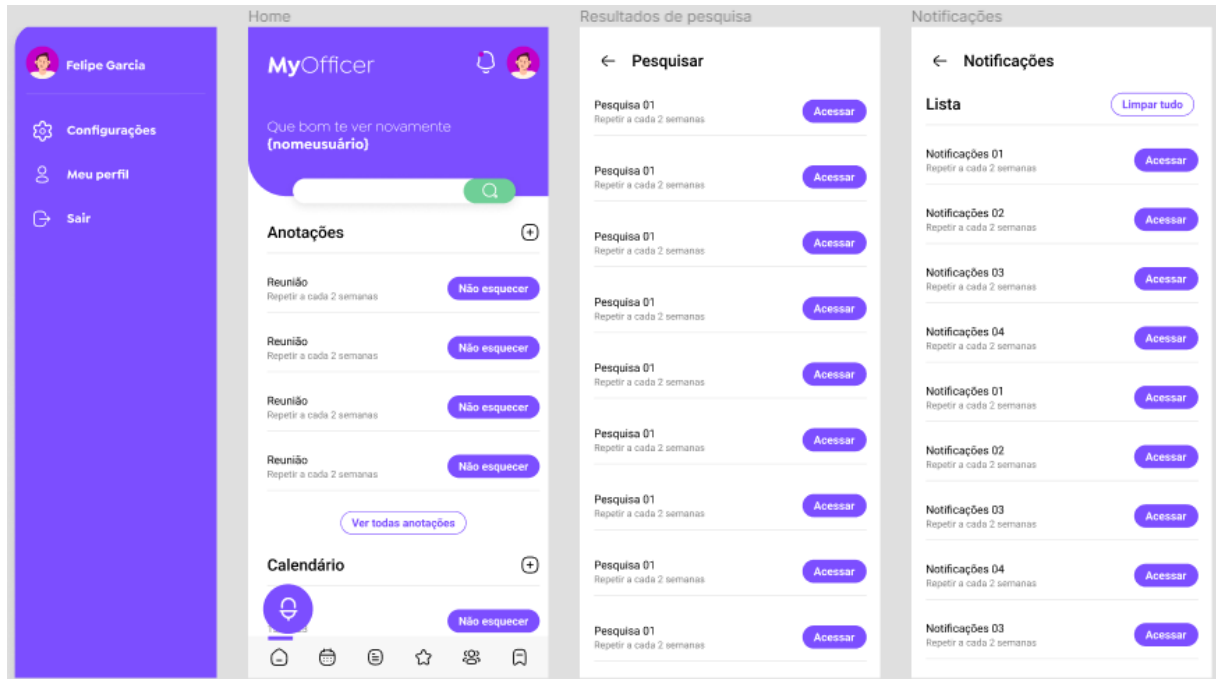 Felipe Garcia
Configurações
Meu perfil
Sair
Home
MyOfficer
Que bom te ver novamente
(nomeusuário)
Anotações
Reunião
Repetir a cada 2 semanas
Não esquecer
Reunião
Repetir a cada 2 semanas
Não esquecer
Reunião
Repetir a cada 2 semanas
Não esquecer
Reunião
Repetir a cada 2 semanas
Não esquecer
Ver todas anotações
Calendário
Não esquecer
Resultados de pesquisa
Pesquisar
Pesquisa 01
Repetir a cada 2 semanas
Acessar
Pesquisa 01
Repetir a cada 2 semanas
Acessar
Pesquisa 01
Repetir a cada 2 semanas
Acessar
Pesquisa 01
Repetir a cada 2 semanas
Acessar
Pesquisa 01
Repetir a cada 2 semanas
Acessar
Pesquisa 01
Repetir a cada 2 semanas
Acessar
Pesquisa 01
Repetir a cada 2 semanas
Acessar
Pesquisa 01
Repetir a cada 2 semanas
Acessar
Pesquisa 01
Repetir a cada 2 semanas
Acessar
Notificações
Notificações
Lista
Limpar tudo
Notificações 01
Repetir a cada 2 semanas
Acessar
Notificações 02
Repetir a cada 2 semanas
Acessar
Notificações 03
Repetir a cada 2 semanas
Acessar
Notificações 04
Repetir a cada 2 semanas
Acessar
Notificações 01
Repetir a cada 2 semanas
Acessar
Notificações 02
Repetir a cada 2 semanas
Acessar
Notificações 03
Repetir a cada 2 semanas
Acessar
Notificações 04
Repetir a cada 2 semanas
Acessar
Notificações 03
Repetir a cada 2 semanas
Acessar